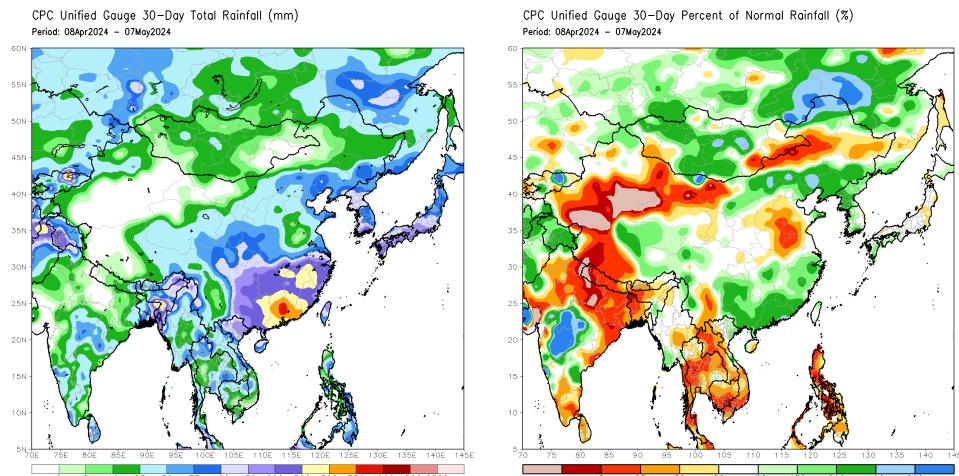 CPC Unified Gauge 30-Day Total Rainfall (mm)
Period: 08Apr2024 - 07May2024
60N
55N
50N
45N
40N
35N
30N
25N
20N
15N
10N
5N
70E 75E 80E 85E 90E 95E 100E 105E 110E 115E 120E 125E 130E 135E 140E 145E
CPC Unified Gauge 30-Day Percent of Normal Rainfall (%)
Period: 08Apr2024 - 07May2024
60
55
50
45
40
35
30
25
20
15
10
5
70 75 80 85 90 95 100 105 110 115 120 125 130 135 140 145